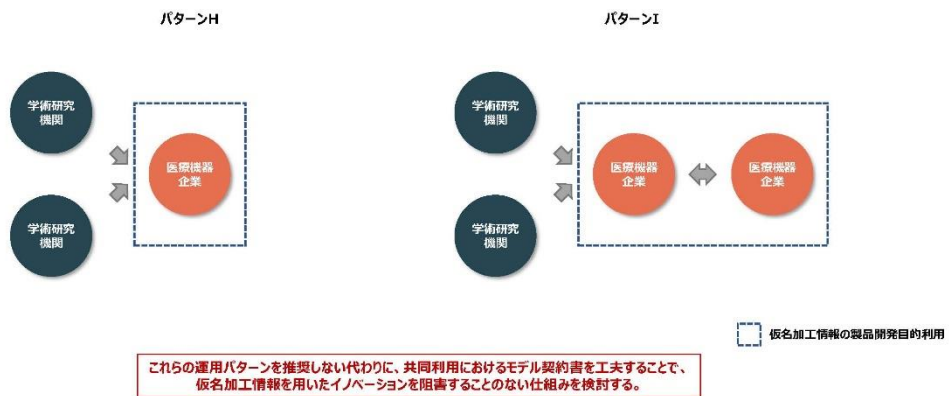 パターンH
パターンI
学術研究
機関
学術研究
機関
医療機器
企業
学術研究
機関
学術研究
機関
医療機器
企業
医療機器
企業
仮名加工情報の製品開発目的利用
これらの運用パターンを推奨しない代わりに、共同利用におけるモデル契約書を工夫することで、
仮名加工情報を用いたイノベーションを阻害することのない仕組みを検討する。